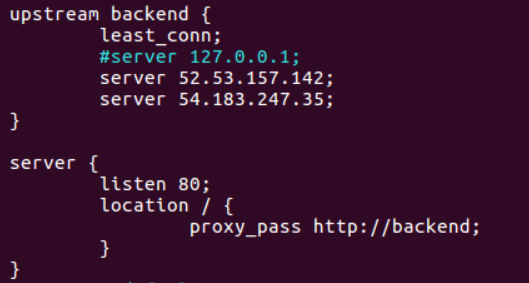 upstream backend {
        least_conn;
        #server 127.0.0.1;
        server 52.53.157.142;
        server 54.183.247.35;
}

server {
        listen 80;
        location / {
                proxy_pass http://backend;
        }
}